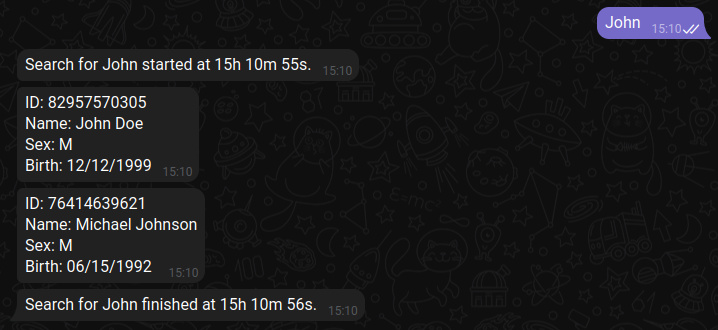 John 15:10
Search for John started at 15h 10m 55s. 15:10
ID: 82957570305
Name: John Doe
Sex: M
Birth: 12/12/1999 15:10
ID: 76414639621
Name: Michael Johnson
Sex: M
Birth: 06/15/1992 15:10
Search for John finished at 15h 10m 56s. 15:10